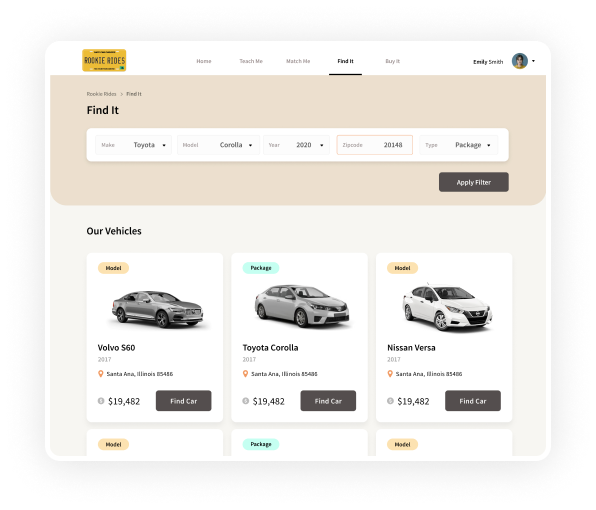 ROOKIE RIDES
Home Teach Me Match Me Find It Buy It Emily Smith
Rookie Rides > Find It
Find It
Make Toyota Model Corolla Year 2020 Zipcode 20148 Type Package
Apply Filter
Our Vehicles
Model Package Model
Volvo S60 Toyota Corolla Nissan Versa
2017 2017 2017
Santa Ana, Illinois 85486 Santa Ana, Illinois 85486 Santa Ana, Illinois 85486
$19,482 Find Car $19,482 Find Car $19,482 Find Car
Model Package Model